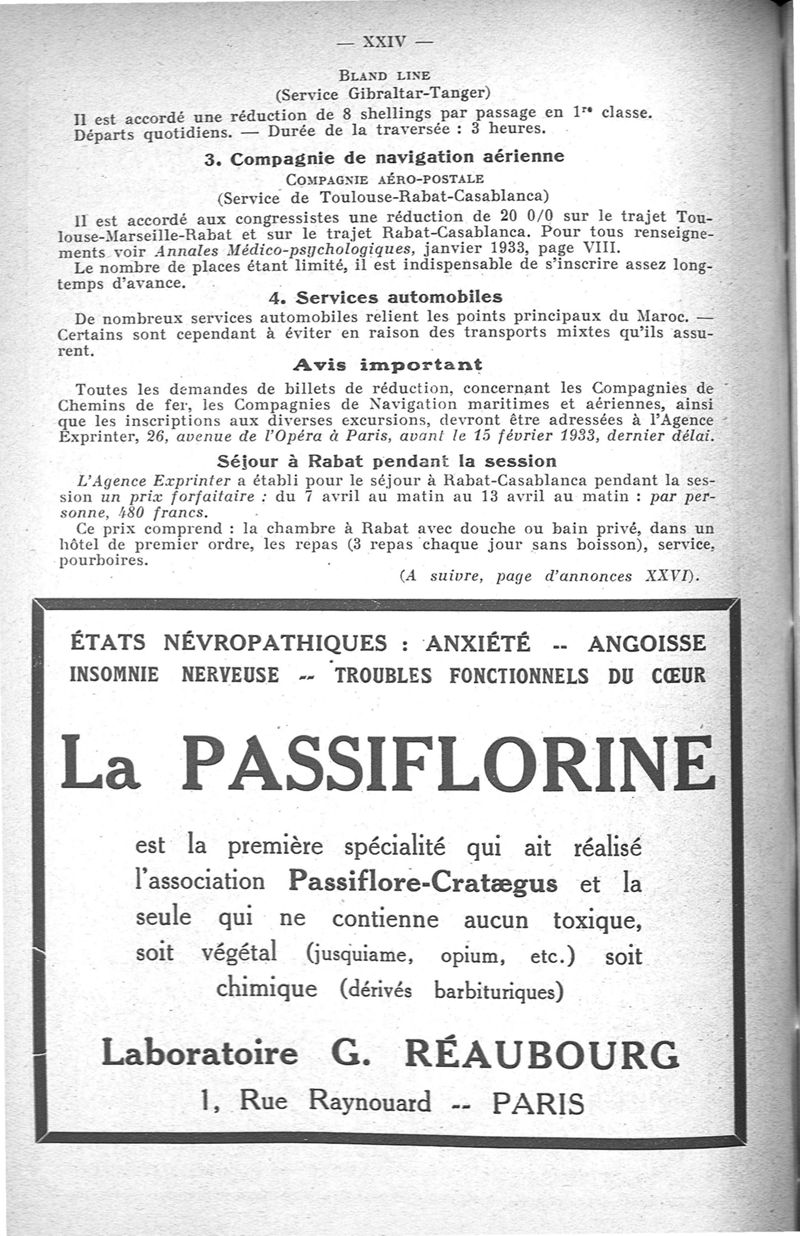 — XXIV —
BLAND LINE
(Service Gibraltar-Tanger)
Il est accordé une réduction de 8 shellings par passage en 1re classe.
Départs quotidiens. — Durée de la traversée : 3 heures.
3. Compagnie de navigation aérienne
COMPAGNIE AÉRO-POSTALE
(Service de Toulouse-Rabat-Casablanca)
Il est accordé aux congressistes une réduction de 20 0/0 sur le trajet Tou-
louse-Marseille-Rabat et sur le trajet Rabat-Casablanca. Pour tous renseigne-
ments voir Annales Médico-psychologiques, janvier 1933, page VIII.
Le nombre de places étant limité, il est indispensable de s'inscrire assez long-
temps d'avance.
4. Services automobiles
De nombreux services automobiles relient les points principaux du Maroc. —
Certains sont cependant à éviter en raison des transports mixtes qu'ils assu-
rent.
Avis important
Toutes les demandes de billets de réduction, concernant les Compagnies de
Chemins de fer, les Compagnies de Navigation maritimes et aériennes, ainsi
que les inscriptions aux diverses excursions, devront être adressées à l'Agence
Exprinter, 26, avenue de l'Opéra à Paris, avant le 15 février 1933, dernier délai.
Séjour à Rabat pendant la session
L'Agence Exprinter a établi pour le séjour à Rabat-Casablanca pendant la ses-
sion un prix forfaitaire : du 7 avril au matin au 13 avril au matin : par per-
sonne, 480 francs.
Ce prix comprend : la chambre à Rabat avec douche ou bain privé, dans un
hôtel de premier ordre, les repas (3 repas chaque jour sans boisson), service,
pourboires.
(A suivre, page d'annonces XXVI).
ÉTATS NÉVROPATHIQUES : ANXIÉTÉ -- ANGOISSE
INSOMNIE NERVEUSE -- TROUBLES FONCTIONNELS DU CŒUR
La PASSIFLORINE
est la première spécialité qui ait réalisé
l'association Passiflore-Cratægus et la
seule qui ne contienne aucun toxique,
soit végétal (jusquiame, opium, etc.) soit
chimique (dérivés barbituriques)
Laboratoire G. RÉAUBOURG
1, Rue Raynouard -- PARIS